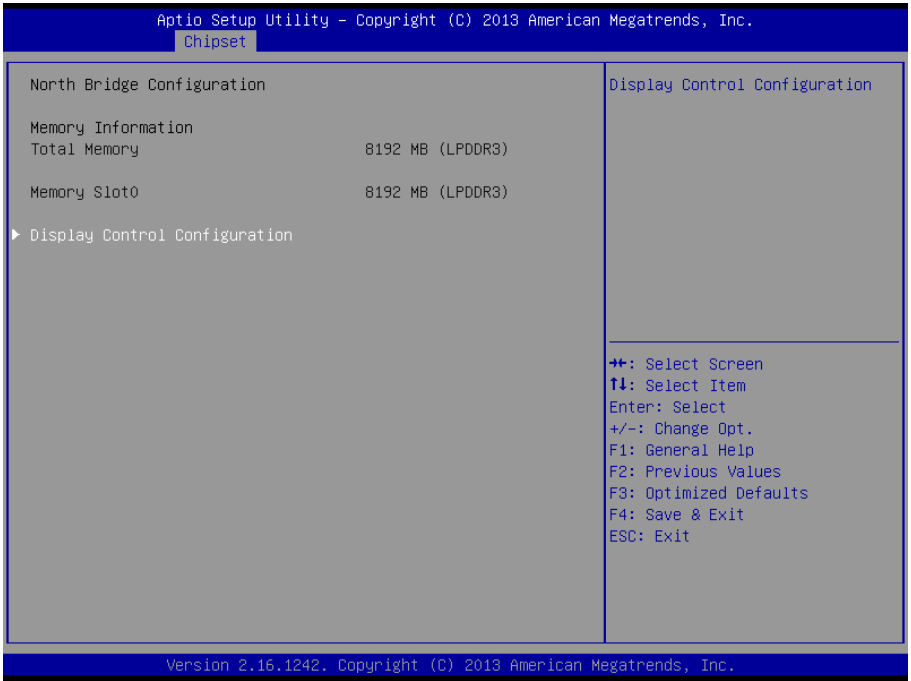 Aptio Setup Utility – Copyright (C) 2013 American Megatrends, Inc.
Chipset
North Bridge Configuration
Memory Information
Total Memory 8192 MB (LPDDR3)
Memory Slot0 8192 MB (LPDDR3)
► Display Control Configuration
Display Control Configuration
→←: Select Screen
↑↓: Select Item
Enter: Select
+/-: Change Opt.
F1: General Help
F2: Previous Values
F3: Optimized Defaults
F4: Save & Exit
ESC: Exit
Version 2.16.1242. Copyright (C) 2013 American Megatrends, Inc.